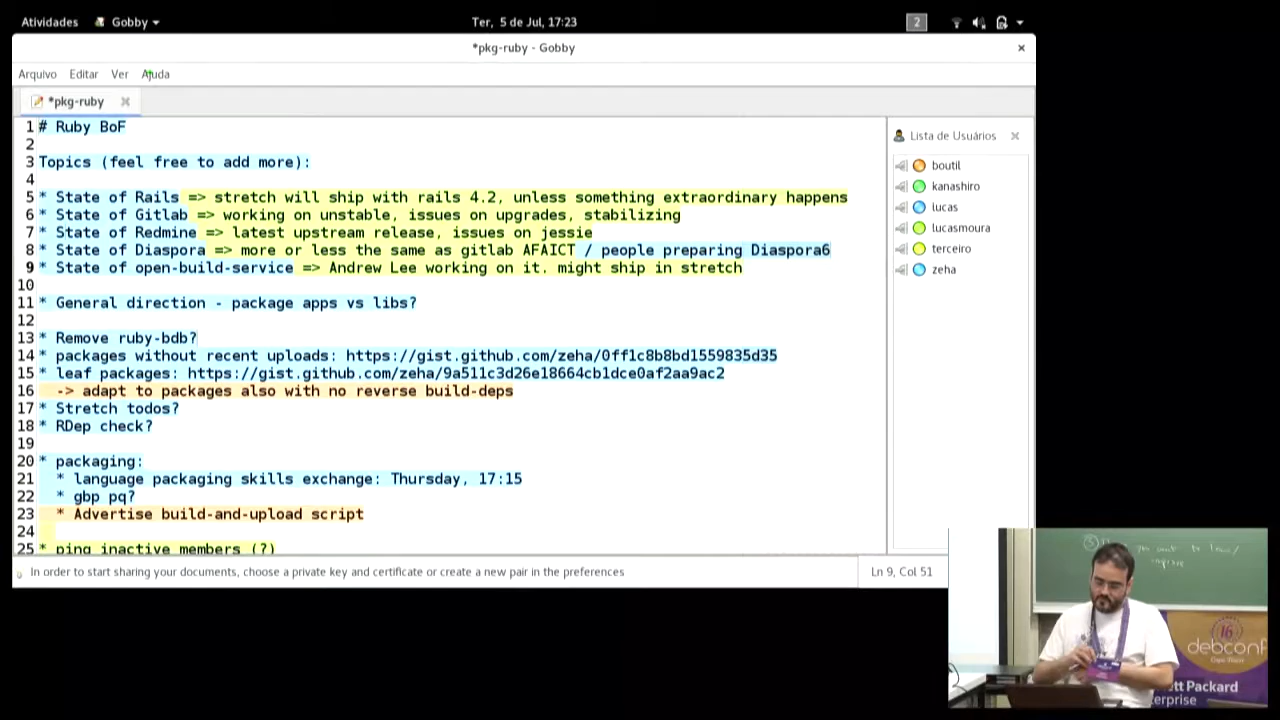 Atividades Gobby Ter, 5 de Jul, 17:23 2
*pkg-ruby - Gobby
Arquivo Editar Ver Ajuda
*pkg-ruby
1 # Ruby BoF
2
3 Topics (feel free to add more):
4
5 * State of Rails => stretch will ship with rails 4.2, unless something extraordinary happens
6 * State of Gitlab => working on unstable, issues on upgrades, stabilizing
7 * State of Redmine => latest upstream release, issues on jessie
8 * State of Diaspora => more or less the same as gitlab AFAICT / people preparing Diaspora6
9 * State of open-build-service => Andrew Lee working on it. might ship in stretch
10
11 * General direction - package apps vs libs?
12
13 * Remove ruby-bdb?
14 * packages without recent uploads: https://gist.github.com/zeha/0ff1c8b8bd1559835d35
15 * leaf packages: https://gist.github.com/zeha/9a511c3d26e18664cb1dce0af2aa9ac2
16 -> adapt to packages also with no reverse build-deps
17 * Stretch todos?
18 * RDep check?
19
20 * packaging:
21 * language packaging skills exchange: Thursday, 17:15
22 * gbp pq?
23 * Advertise build-and-upload script
24
25 * ping inactive members (?)
Lista de Usuários
boutil
kanashiro
lucas
lucasmoura
terceiro
zeha
In order to start sharing your documents, choose a private key and certificate or create a new pair in the preferences
Ln 9, Col 51
16
debconf
tt Packard
erprise